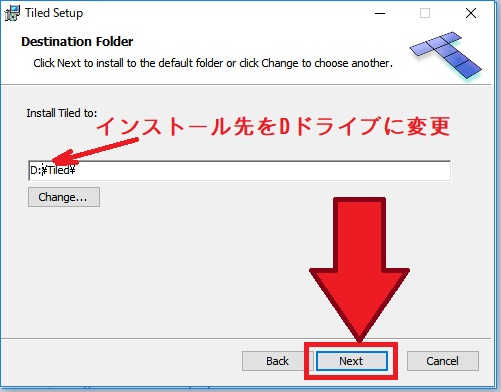 Tiled Setup
Destination Folder
Click Next to install to the default folder or click Change to choose another.
Install Tiled to:
インストール先をDドライブに変更
D:¥Tiled¥
Change...
Back
Next
Cancel